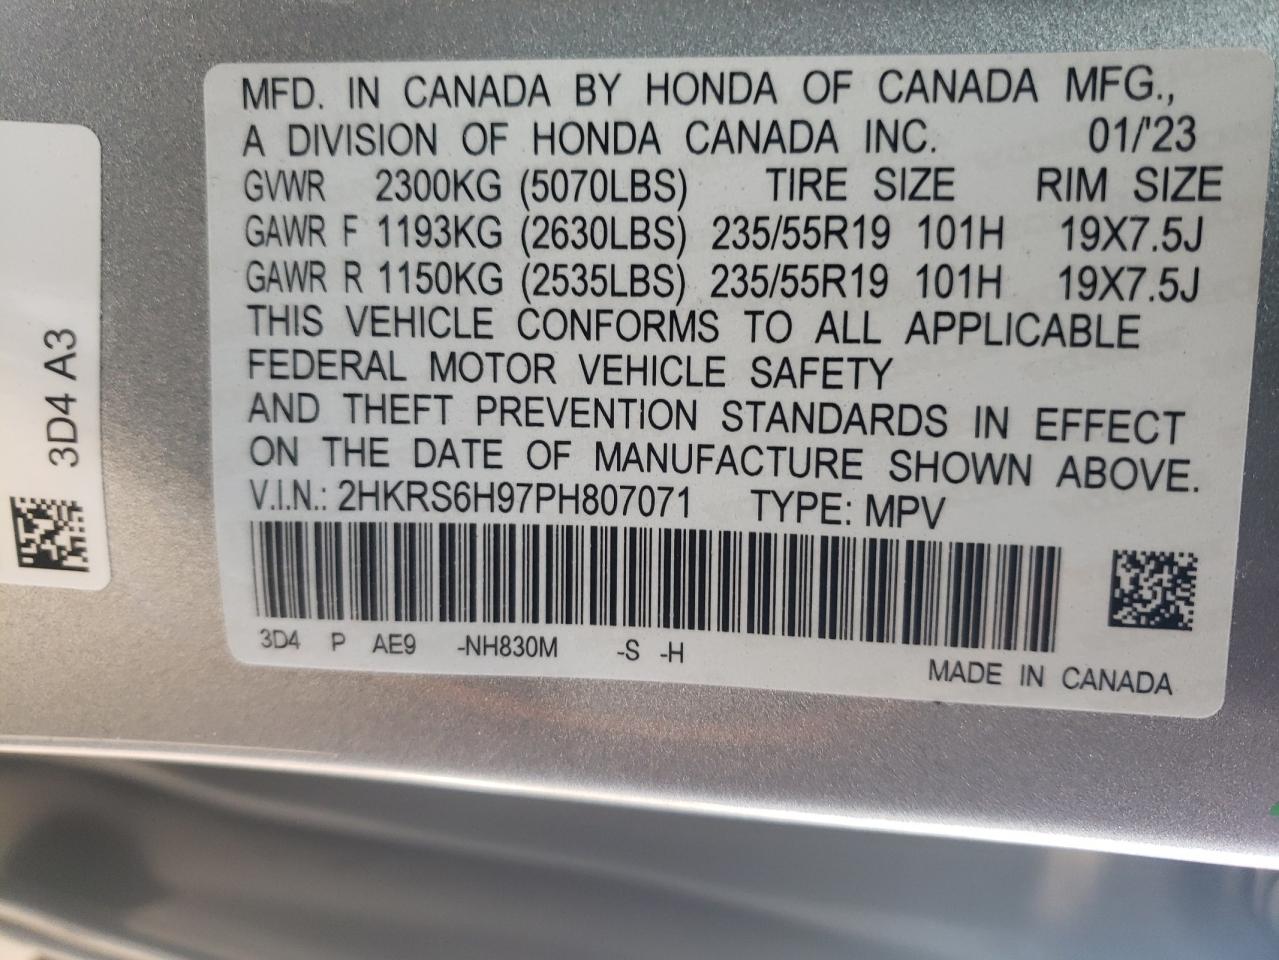 MFD. IN CANADA BY HONDA OF CANADA MFG.,
A DIVISION OF HONDA CANADA INC. 01/'23
GVWR 2300KG (5070LBS) TIRE SIZE RIM SIZE
GAWR F 1193KG (2630LBS) 235/55R19 101H 19X7.5J
GAWR R 1150KG (2535LBS) 235/55R19 101H 19X7.5J
THIS VEHICLE CONFORMS TO ALL APPLICABLE
FEDERAL MOTOR VEHICLE SAFETY
AND THEFT PREVENTION STANDARDS IN EFFECT
ON THE DATE OF MANUFACTURE SHOWN ABOVE.
V.I.N.: 2HKRS6H97PH807071 TYPE: MPV
3D4 P AE9 -NH830M -S -H
MADE IN CANADA
3D4 A3